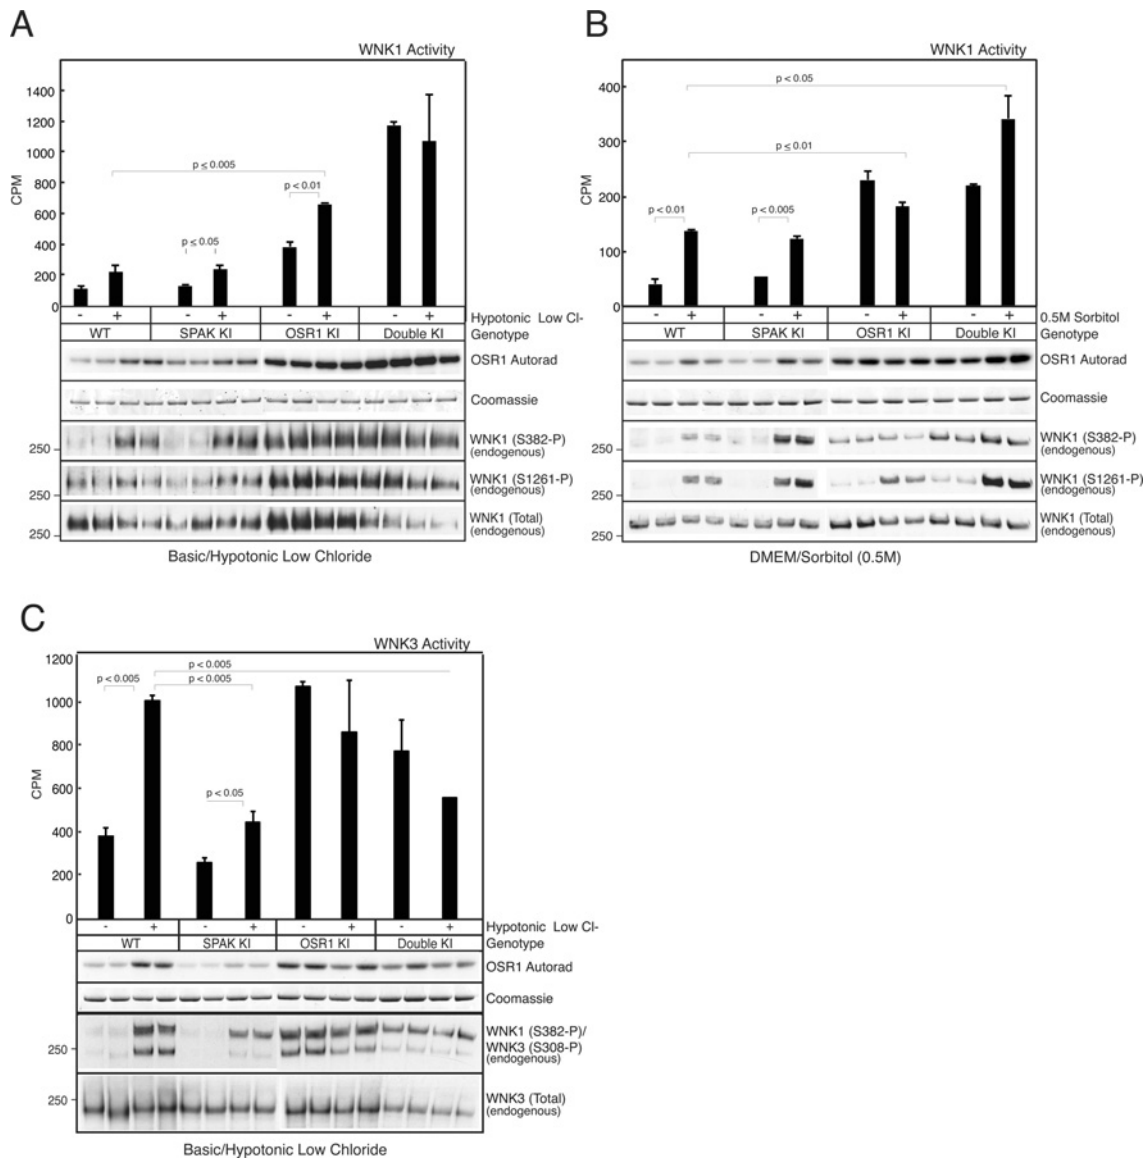 A
WNK1 Activity
1400
1200
p ≤ 0.005
1000
CPM
p < 0.01
800
600
p ≤ 0.05
400
200
0
- + - + - + - + Hypotonic Low Cl-
WT SPAK KI OSR1 KI Double KI Genotype
OSR1 Autorad
Coomassie
250 WNK1 (S382-P)
(endogenous)
250 WNK1 (S1261-P)
(endogenous)
250 WNK1 (Total)
(endogenous)
Basic/Hypotonic Low Chloride
B
WNK1 Activity
400
p < 0.05
300
p ≤ 0.01
CPM
200
p < 0.01
p < 0.005
100
0
- + - + - + - + 0.5M Sorbitol
WT SPAK KI OSR1 KI Double KI Genotype
OSR1 Autorad
Coomassie
250 WNK1 (S382-P)
(endogenous)
250 WNK1 (S1261-P)
(endogenous)
250 WNK1 (Total)
(endogenous)
DMEM/Sorbitol (0.5M)
C
WNK3 Activity
1200
p < 0.005
p < 0.005
p < 0.005
1000
800
CPM
600
p < 0.05
400
200
0
- + - + - + - + Hypotonic Low Cl-
WT SPAK KI OSR1 KI Double KI Genotype
OSR1 Autorad
Coomassie
WNK1 (S382-P)/
250 WNK3 (S308-P)
(endogenous)
250 WNK3 (Total)
(endogenous)
Basic/Hypotonic Low Chloride